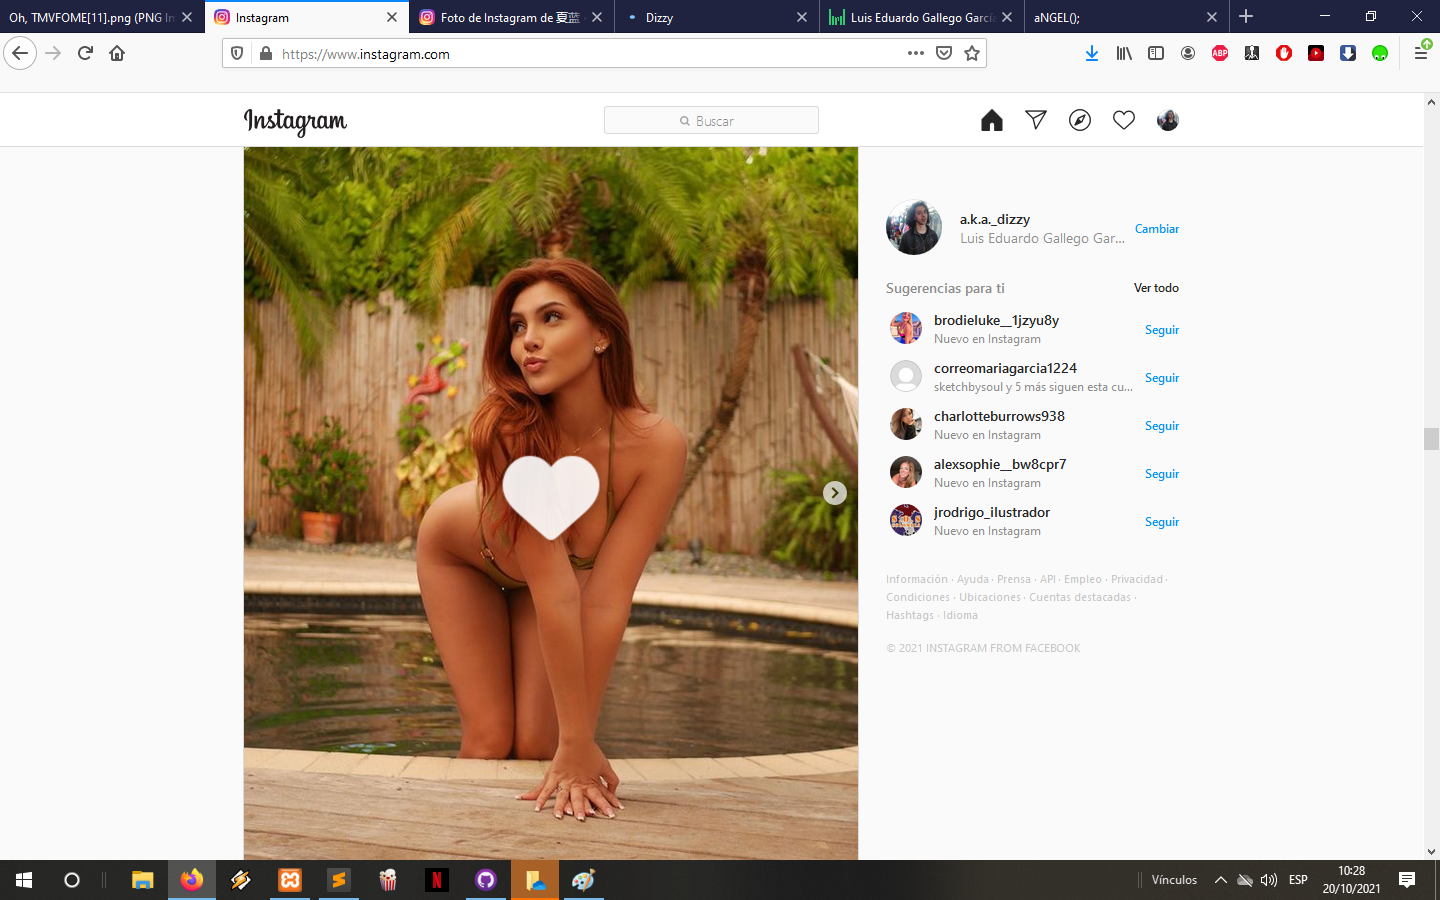 Oh, TMVFOME[11].png (PNG Im
Instagram
Foto de Instagram de 夏蓝
Dizzy
Luis Eduardo Gallego Garcí
aNGEL();
https://www.instagram.com
ABP
Instagram
Buscar
a.k.a._dizzy
Luis Eduardo Gallego Gar...
Cambiar
Sugerencias para ti
Ver todo
brodieluke__1jzyu8y
Nuevo en Instagram
Seguir
correomariagarcia1224
sketchbysoul y 5 más siguen esta cu...
Seguir
charlotteburrows938
Nuevo en Instagram
Seguir
alexsophie__bw8cpr7
Nuevo en Instagram
Seguir
jrodrigo_ilustrador
Nuevo en Instagram
Seguir
Información · Ayuda · Prensa · API · Empleo · Privacidad ·
Condiciones · Ubicaciones · Cuentas destacadas ·
Hashtags · Idioma
© 2021 INSTAGRAM FROM FACEBOOK
Vínculos
ESP
10:28
20/10/2021